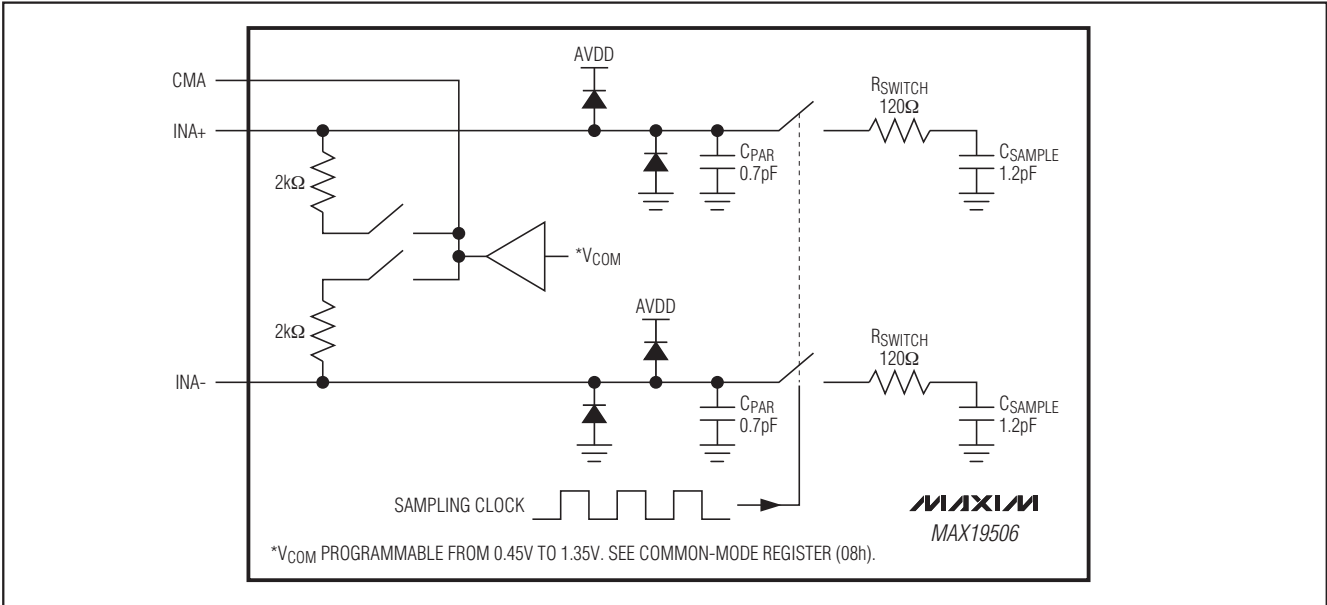 AVDD
CMA
RSWITCH
120Ω
INA+
2kΩ
CPAR
0.7pF
CSAMPLE
1.2pF
*VCOM
AVDD
2kΩ
RSWITCH
120Ω
INA-
CPAR
0.7pF
CSAMPLE
1.2pF
SAMPLING CLOCK
MAXIM
MAX19506
*VCOM PROGRAMMABLE FROM 0.45V TO 1.35V. SEE COMMON-MODE REGISTER (08h).